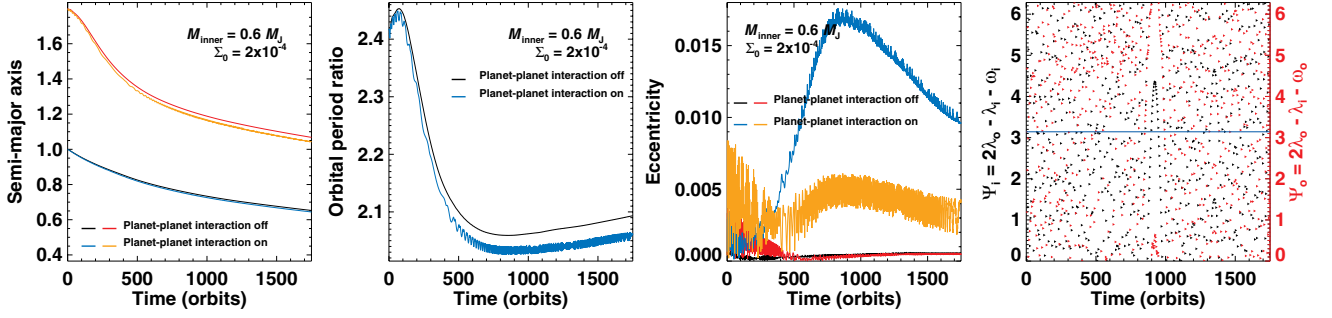 M_inner = 0.6 M_J
Σ_0 = 2x10^-4
Planet-planet interaction off
Planet-planet interaction on
Semi-major axis
1.8
1.6
1.4
1.2
1.0
0.8
0.6
0.4
0
500
1000
1500
Time (orbits)
M_inner = 0.6 M_J
Σ_0 = 2x10^-4
Planet-planet interaction off
Planet-planet interaction on
Orbital period ratio
2.4
2.3
2.2
2.1
0
500
1000
1500
Time (orbits)
M_inner = 0.6 M_J
Σ_0 = 2x10^-4
Planet-planet interaction off
Planet-planet interaction on
Eccentricity
0.015
0.010
0.005
0.000
0
500
1000
1500
Time (orbits)
Ψ_i = 2λ_o - λ_i - ω_i
6
5
4
3
2
1
0
0
500
1000
1500
Time (orbits)
6
5
4
3
2
1
0
Ψ_o = 2λ_o - λ_i - ω_o